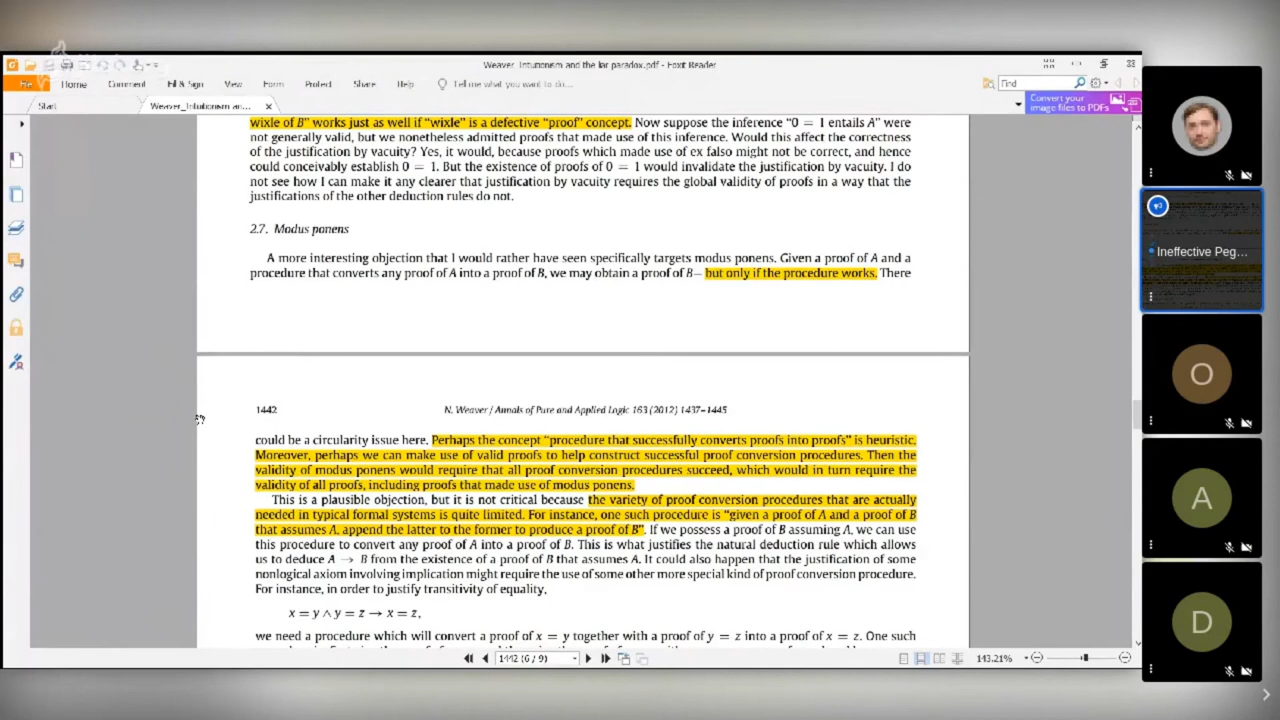 Weaver_Intuitionism and the liar paradox.pdf - Foxit Reader
Home Comment Fill & Sign View Form Protect Share Help Tell me what you want to do... Find
Start Weaver_Intuitionism an...
Convert your
image files to PDFs
wixle of B” works just as well if “wixle” is a defective “proof” concept. Now suppose the inference “0 = 1 entails A” were
not generally valid, but we nonetheless admitted proofs that made use of this inference. Would this affect the correctness
of the justification by vacuity? Yes, it would, because proofs which made use of ex falso might not be correct, and hence
could conceivably establish 0 = 1. But the existence of proofs of 0 = 1 would invalidate the justification by vacuity. I do
not see how I can make it any clearer that justification by vacuity requires the global validity of proofs in a way that the
justifications of the other deduction rules do not.
2.7. Modus ponens
A more interesting objection that I would rather have seen specifically targets modus ponens. Given a proof of A and a
procedure that converts any proof of A into a proof of B, we may obtain a proof of B— but only if the procedure works. There
1442 N. Weaver / Annals of Pure and Applied Logic 163 (2012) 1437–1445
could be a circularity issue here. Perhaps the concept “procedure that successfully converts proofs into proofs” is heuristic.
Moreover, perhaps we can make use of valid proofs to help construct successful proof conversion procedures. Then the
validity of modus ponens would require that all proof conversion procedures succeed, which would in turn require the
validity of all proofs, including proofs that made use of modus ponens.
This is a plausible objection, but it is not critical because the variety of proof conversion procedures that are actually
needed in typical formal systems is quite limited. For instance, one such procedure is “given a proof of A and a proof of B
that assumes A, append the latter to the former to produce a proof of B”. If we possess a proof of B assuming A, we can use
this procedure to convert any proof of A into a proof of B. This is what justifies the natural deduction rule which allows
us to deduce A → B from the existence of a proof of B that assumes A. It could also happen that the justification of some
nonlogical axiom involving implication might require the use of some other more special kind of proof conversion procedure.
For instance, in order to justify transitivity of equality,
x = y ∧ y = z → x = z,
we need a procedure which will convert a proof of x = y together with a proof of y = z into a proof of x = z. One such
1442 (6 / 9) 143.21%
Ineffective Peg...
O
A
D